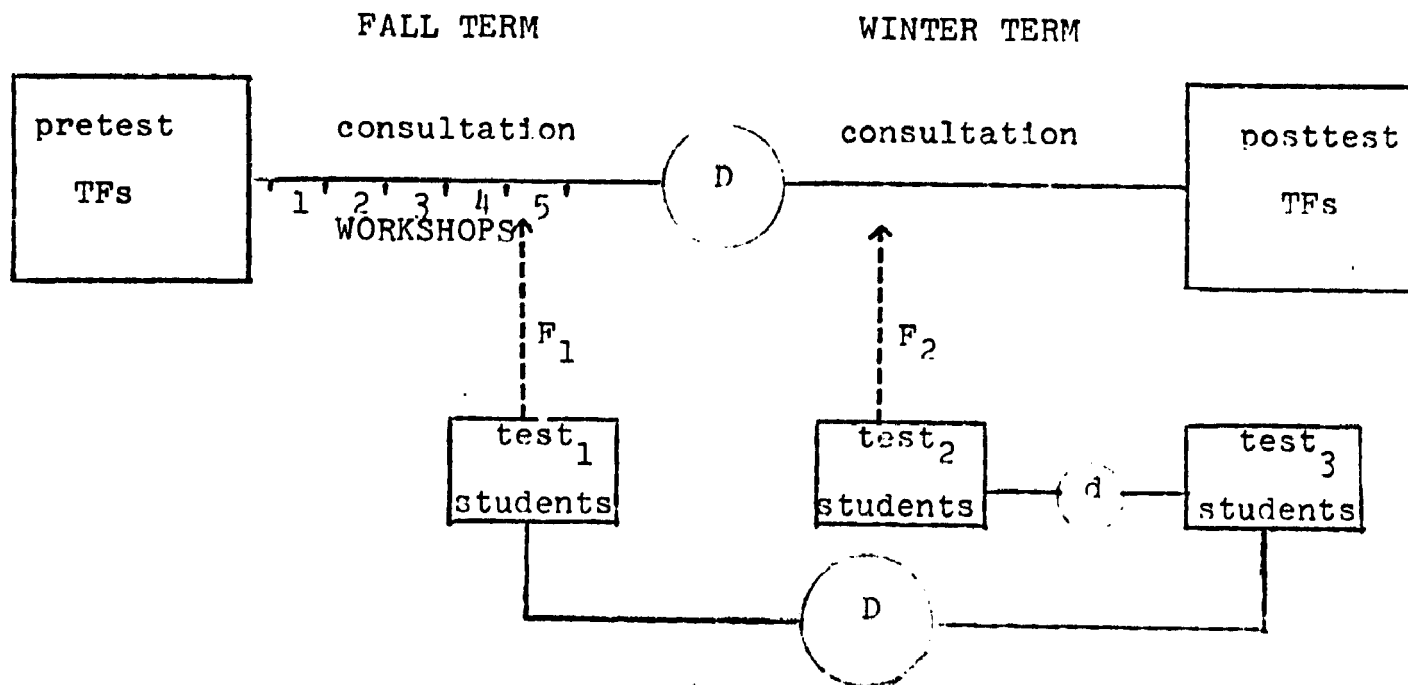 FALL TERM WINTER TERM
pretest consultation D consultation posttest
TFs TFs
1 2 3 4 5
WORKSHOPS
F1 F2
test1 test2 test3
students students d students
D